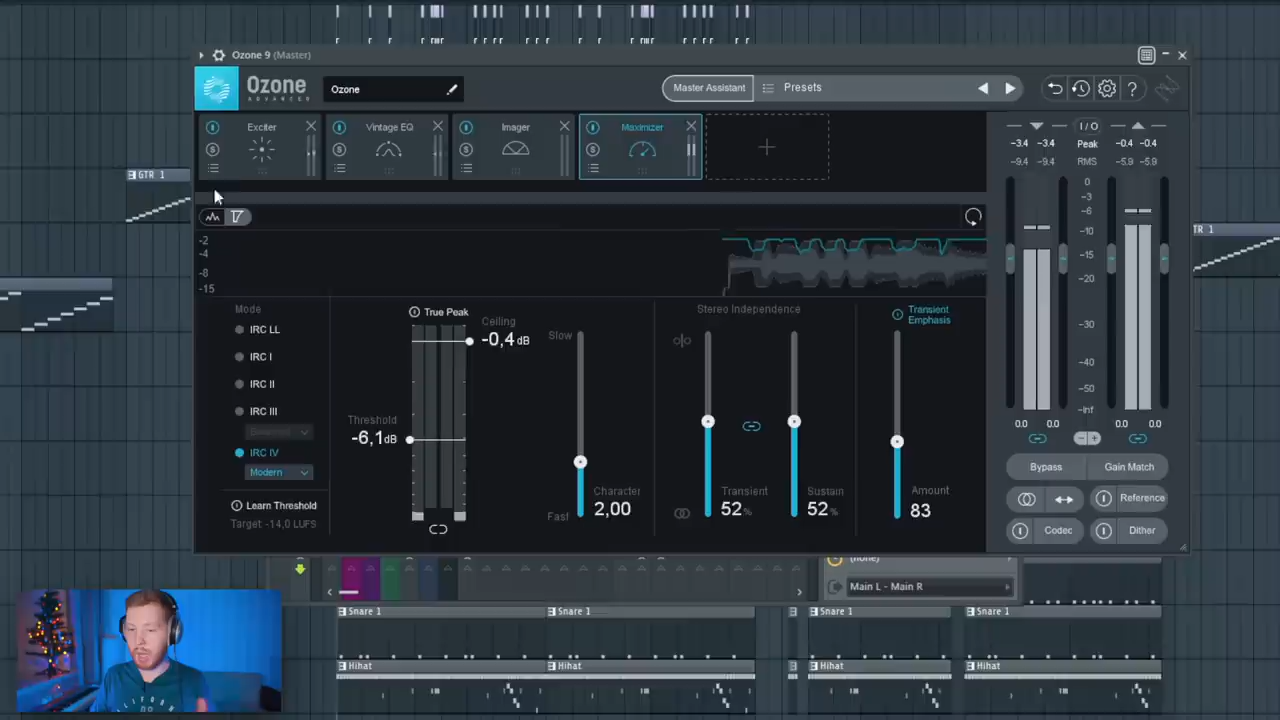 Ozone 9 (Master)
Ozone
ADVANCED
Ozone
Master Assistant
Presets
Exciter
Vintage EQ
Imager
Maximizer
I/O
-3.4 -3.4
Peak
-0.4 -0.4
-9.4 -9.4
RMS
-5.9 -5.9
GTR 1
TR 1
-2
-4
-8
-15
0
-3
-6
-10
-15
-20
-30
-40
-50
-Inf
Mode
IRC LL
IRC I
IRC II
IRC III
Balanced
IRC IV
Modern
Learn Threshold
Target -14,0 LUFS
True Peak
Ceiling
-0,4 dB
Threshold
-6,1dB
Slow
Fast
Character
2,00
Stereo Independence
Transient
52 %
Sustain
52 %
Transient
Emphasis
Amount
83
0.0 0.0
0.0 0.0
Bypass
Gain Match
Reference
Codec
Dither
(none)
Main L - Main R
Snare 1
Snare 1
Snare 1
Snare 1
Hihat
Hihat
Hihat
Hihat